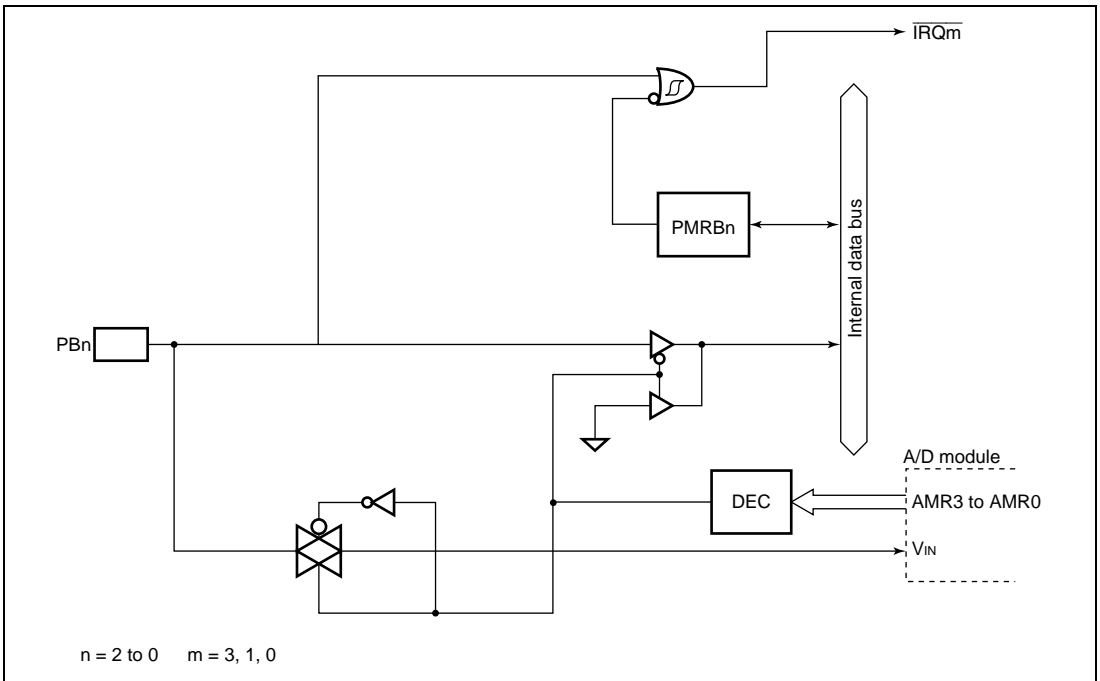 IRQm
PMRBn
Internal data bus
PBn
A/D module
DEC
AMR3 to AMR0
VIN
n = 2 to 0 m = 3, 1, 0